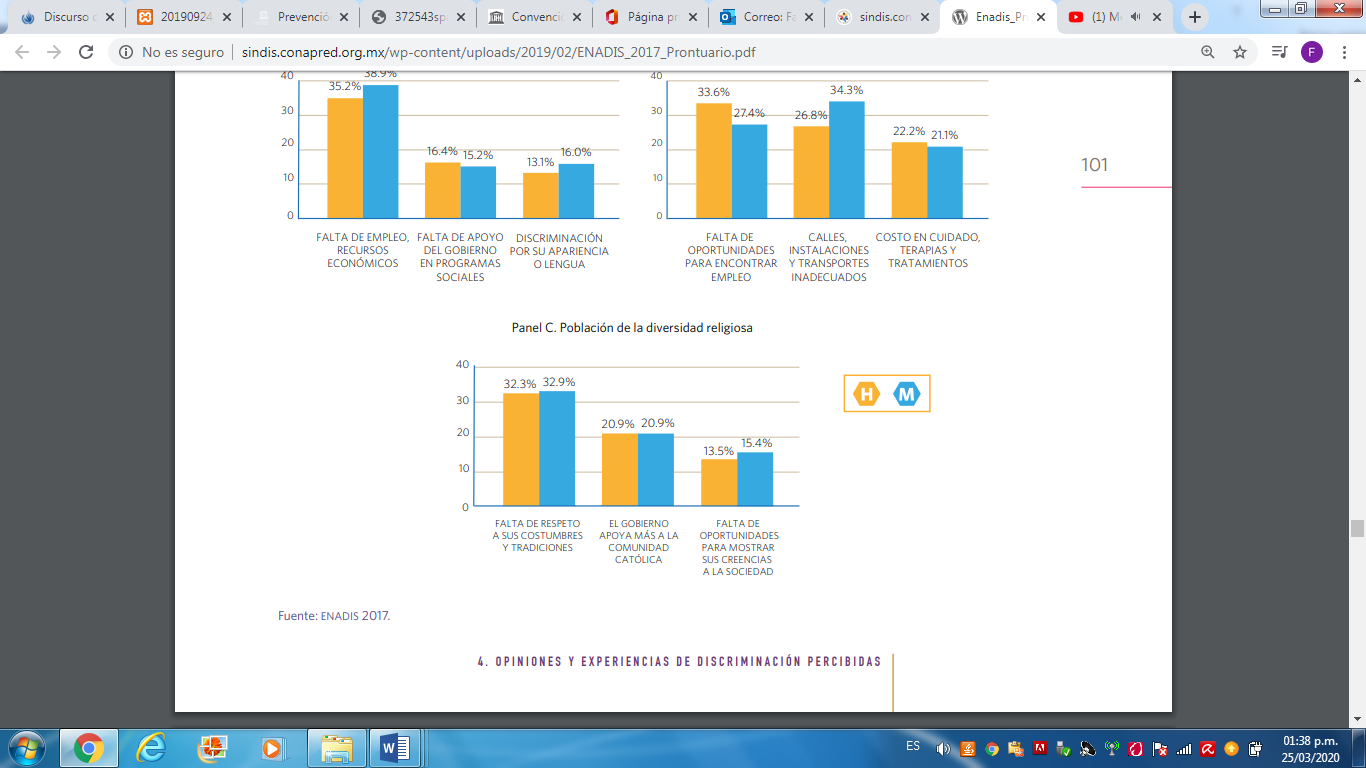 Discurso d
20190924
Prevenció
372543sp
Convenci
Página pr
Correo: Fa
sindis.con
Enadis_Pr
(1) M
No es seguro
sindis.conapred.org.mx/wp-content/uploads/2019/02/ENADIS_2017_Prontuario.pdf
F
40
30
20
10
0
35.2%
38.9%
16.4%
15.2%
13.1%
16.0%
FALTA DE EMPLEO,
RECURSOS
ECONÓMICOS
FALTA DE APOYO
DEL GOBIERNO
EN PROGRAMAS
SOCIALES
DISCRIMINACIÓN
POR SU APARIENCIA
O LENGUA
40
30
20
10
0
33.6%
27.4%
26.8%
34.3%
22.2%
21.1%
FALTA DE
OPORTUNIDADES
PARA ENCONTRAR
EMPLEO
CALLES,
INSTALACIONES
Y TRANSPORTES
INADECUADOS
COSTO EN CUIDADO,
TERAPIAS Y
TRATAMIENTOS
101
Panel C. Población de la diversidad religiosa
40
30
20
10
0
32.3%
32.9%
20.9%
20.9%
13.5%
15.4%
FALTA DE RESPETO
A SUS COSTUMBRES
Y TRADICIONES
EL GOBIERNO
APOYA MÁS A LA
COMUNIDAD
CATÓLICA
FALTA DE
OPORTUNIDADES
PARA MOSTRAR
SUS CREENCIAS
A LA SOCIEDAD
H M
Fuente: ENADIS 2017.
4. OPINIONES Y EXPERIENCIAS DE DISCRIMINACIÓN PERCIBIDAS
ES
01:38 p.m.
25/03/2020